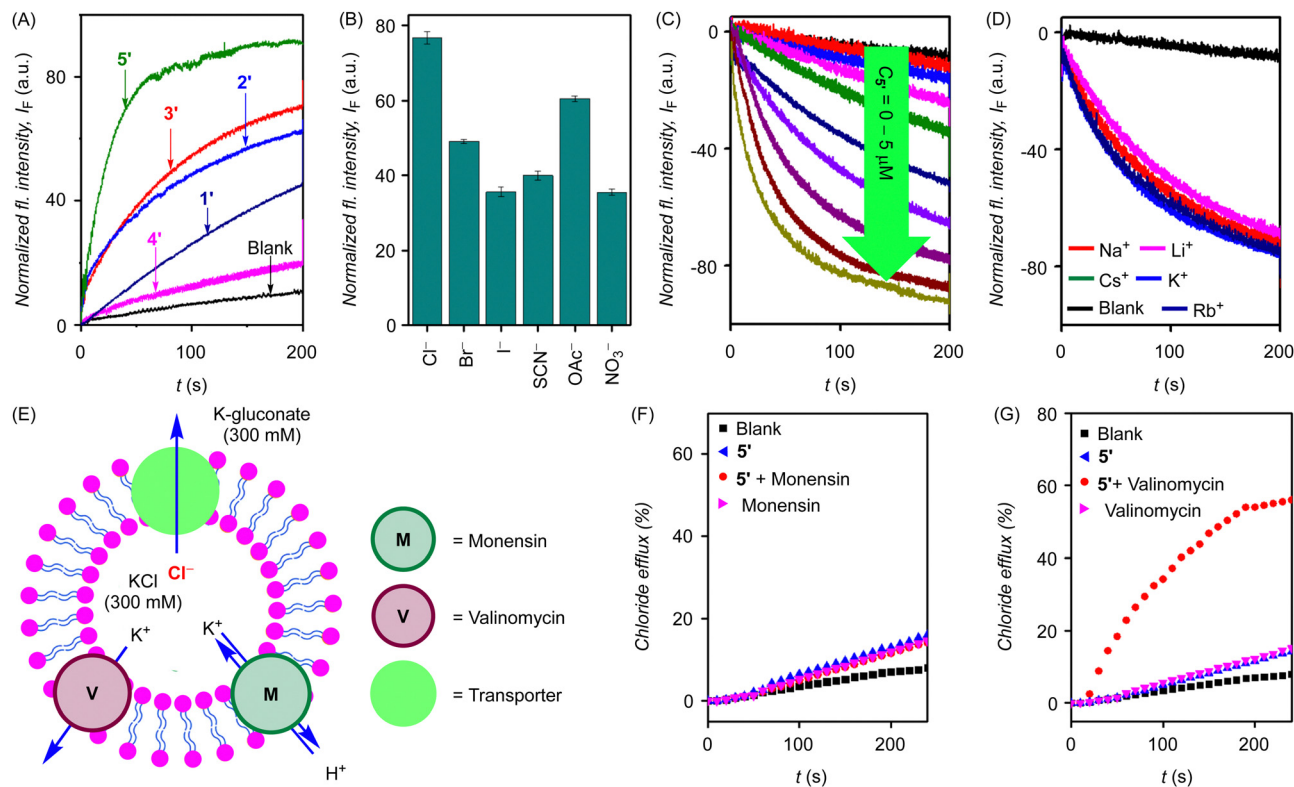 (A)
Normalized fl. intensity, I_F (a.u.)
80
40
0
0
100
200
t (s)
5'
3'
2'
1'
4'
Blank
(B)
Normalized fl. intensity, I_F (a.u.)
80
60
40
20
0
Cl⁻
Br⁻
I⁻
SCN⁻
OAc⁻
NO₃⁻
(C)
Normalized fl. intensity, I_F (a.u.)
0
-40
-80
0
100
200
t (s)
C₅' = 0 – 5 μM
(D)
Normalized fl. intensity, I_F (a.u.)
0
-40
-80
0
100
200
t (s)
Na⁺ Li⁺
Cs⁺ K⁺
Blank Rb⁺
(E)
K-gluconate
(300 mM)
Cl⁻
KCl
(300 mM)
K⁺
K⁺
V
M
H⁺
M = Monensin
V = Valinomycin
= Transporter
(F)
Chloride efflux (%)
60
40
20
0
0
100
200
t (s)
Blank
5'
5' + Monensin
Monensin
(G)
Chloride efflux (%)
80
60
40
20
0
0
100
200
t (s)
Blank
5'
5'+ Valinomycin
Valinomycin